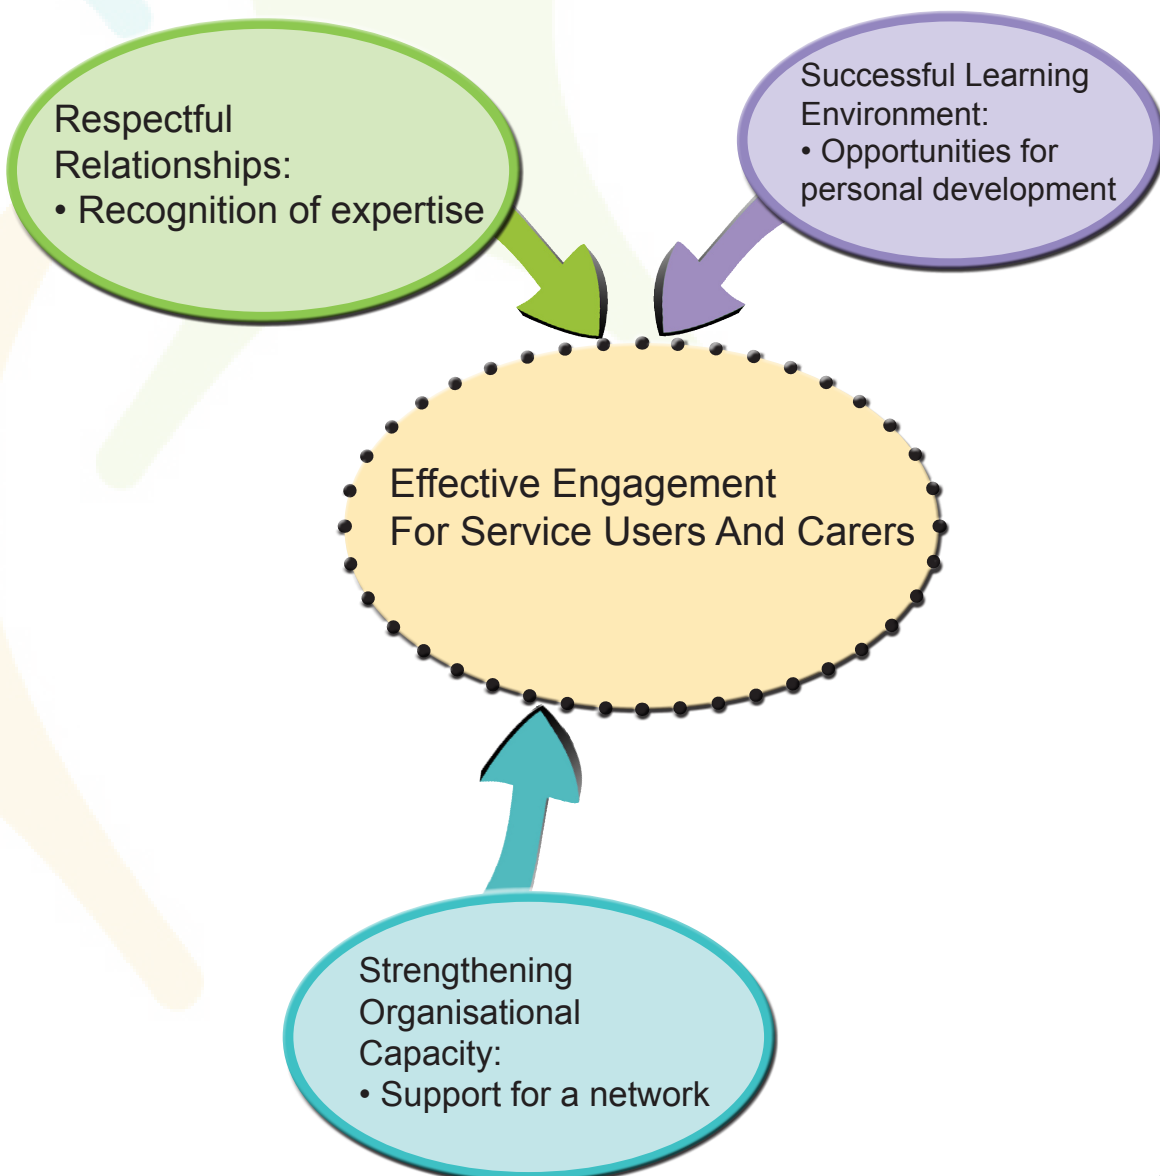 Respectful
Relationships:
• Recognition of expertise
Successful Learning
Environment:
• Opportunities for
personal development
Effective Engagement
For Service Users And Carers
Strengthening
Organisational
Capacity:
• Support for a network